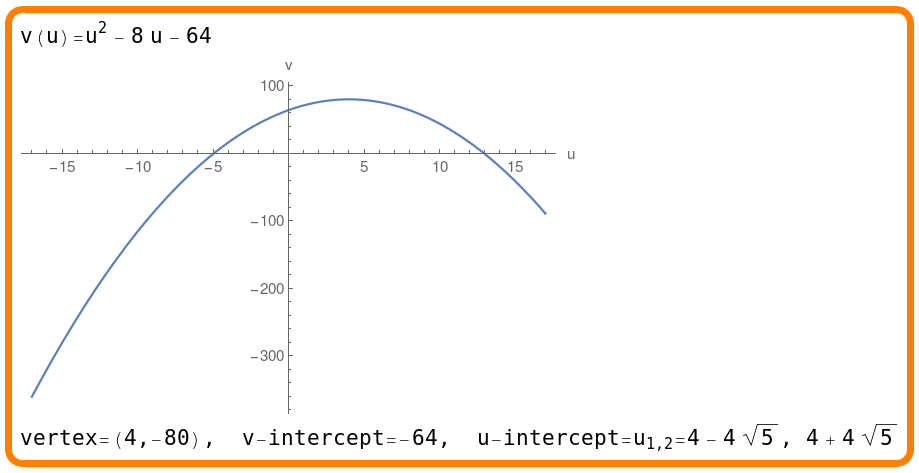 v(u)=u² - 8 u - 64
v
100
-15 -10 -5 5 10 15 u
-100
-200
-300
vertex=(4,-80), v-intercept=-64, u-intercept=u₁,₂=4 - 4 √5, 4 + 4 √5